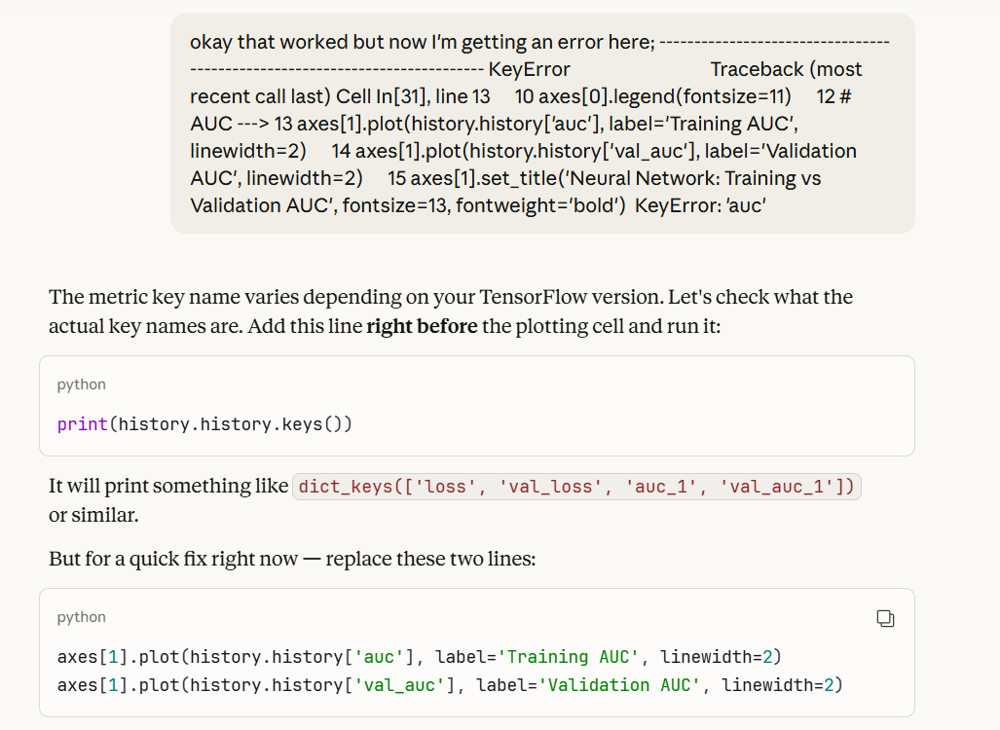 okay that worked but now I'm getting an error here; ---------------------------------
------------------------------------------ KeyError                          Traceback (most
recent call last) Cell In[31], line 13     10 axes[0].legend(fontsize=11)     12 #
AUC ---> 13 axes[1].plot(history.history['auc'], label='Training AUC',
linewidth=2)     14 axes[1].plot(history.history['val_auc'], label='Validation
AUC', linewidth=2)     15 axes[1].set_title('Neural Network: Training vs
Validation AUC', fontsize=13, fontweight='bold')  KeyError: 'auc'
The metric key name varies depending on your TensorFlow version. Let's check what the
actual key names are. Add this line right before the plotting cell and run it:
python
print(history.history.keys())
It will print something like dict_keys(['loss', 'val_loss', 'auc_1', 'val_auc_1'])
or similar.
But for a quick fix right now — replace these two lines:
python
axes[1].plot(history.history['auc'], label='Training AUC', linewidth=2)
axes[1].plot(history.history['val_auc'], label='Validation AUC', linewidth=2)